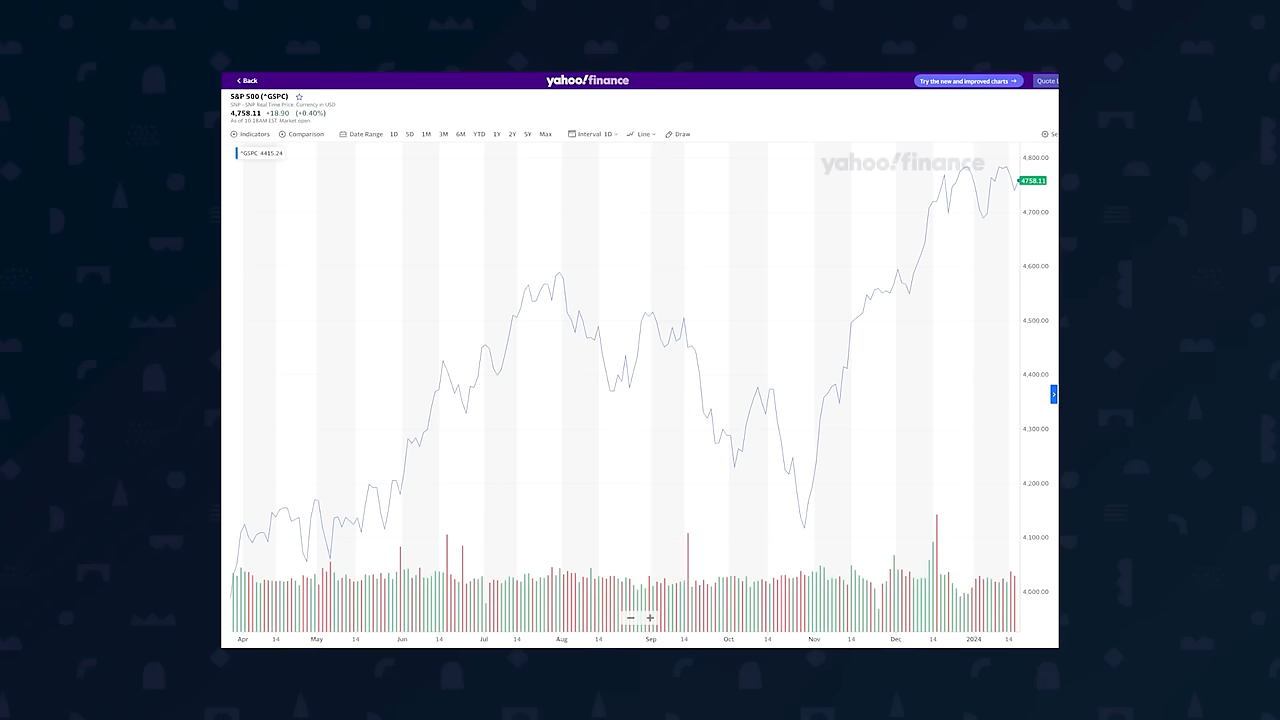 Back
yahoo!finance
Try the new and improved charts →
Quote L
S&P 500 (^GSPC)
SNP - SNP Real Time Price. Currency in USD
4,758.11 +18.90 (+0.40%)
As of 10:18AM EST. Market open.
Indicators Comparison Date Range 1D 5D 1M 3M 6M YTD 1Y 2Y 5Y Max Interval 1D Line Draw Se
^GSPC 4415.24
yahoo!finance
4,800.00
4758.11
4,700.00
4,600.00
4,500.00
4,400.00
4,300.00
4,200.00
4,100.00
4,000.00
Apr 14 May 14 Jun 14 Jul 14 Aug 14 Sep 14 Oct 14 Nov 14 Dec 14 2024 14